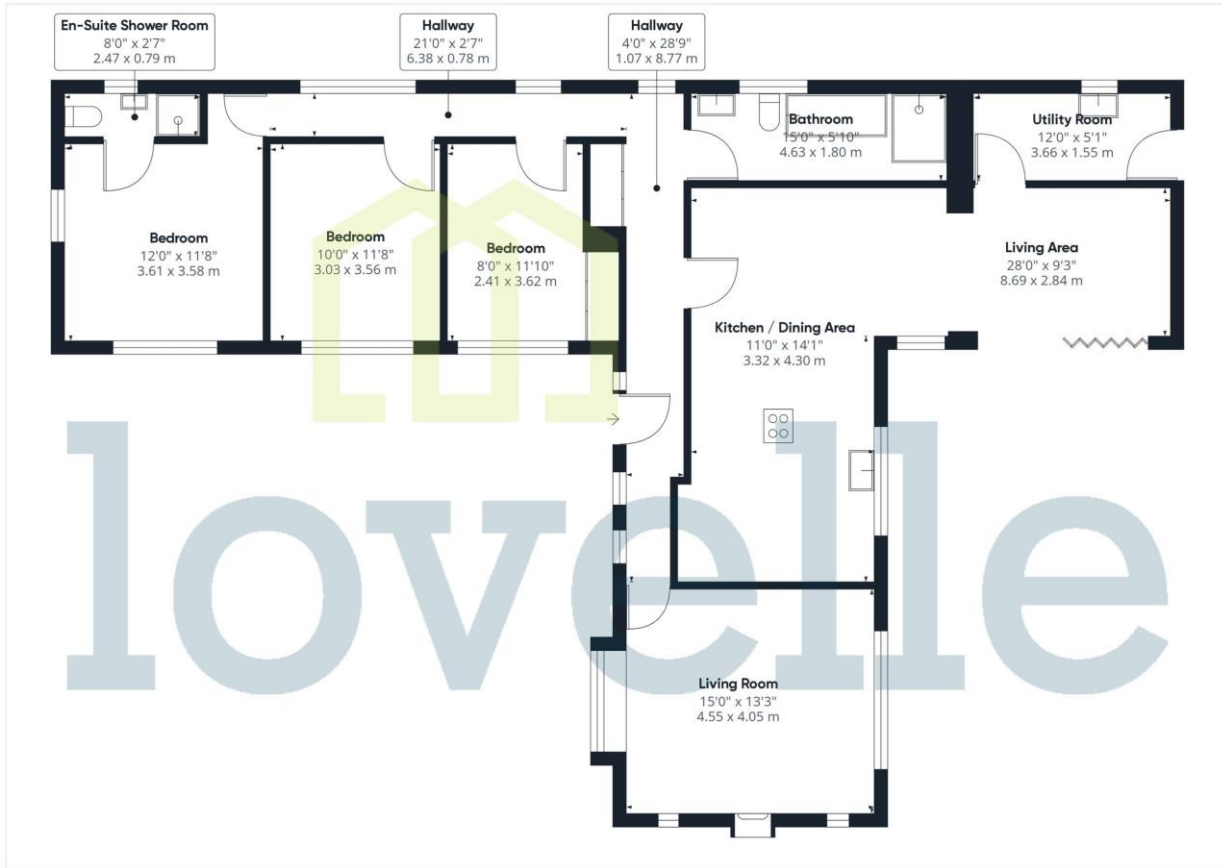 En-Suite Shower Room
8'0" x 2'7"
2.47 x 0.79 m
Hallway
21'0" x 2'7"
6.38 x 0.78 m
Hallway
4'0" x 28'9"
1.07 x 8.77 m
Bathroom
15'0" x 5'10"
4.63 x 1.80 m
Utility Room
12'0" x 5'1"
3.66 x 1.55 m
Bedroom
12'0" x 11'8"
3.61 x 3.58 m
Bedroom
10'0" x 11'8"
3.03 x 3.56 m
Bedroom
8'0" x 11'10"
2.41 x 3.62 m
Living Area
28'0" x 9'3"
8.69 x 2.84 m
Kitchen / Dining Area
11'0" x 14'1"
3.32 x 4.30 m
lovelle
Living Room
15'0" x 13'3"
4.55 x 4.05 m